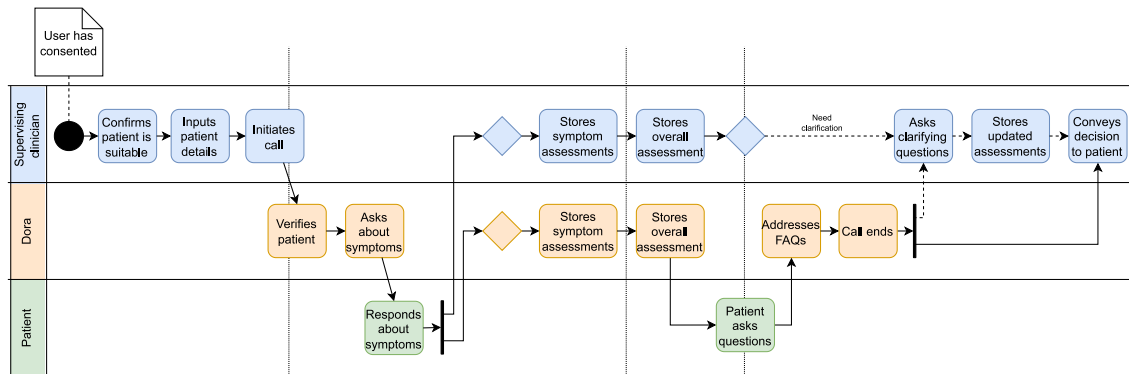 User has
consented
Supervising
clinician
Confirms
patient is
suitable
Inputs
patient
details
Initiates
call
Stores
symptom
assessments
Stores
overall
assessment
Need
clarification
Asks
clarifying
questions
Stores
updated
assessments
Conveys
decision
to patient
Dora
Verifies
patient
Asks
about
symptoms
Stores
symptom
assessments
Stores
overall
assessment
Addresses
FAQs
Call ends
Patient
Responds
about
symptoms
Patient
asks
questions